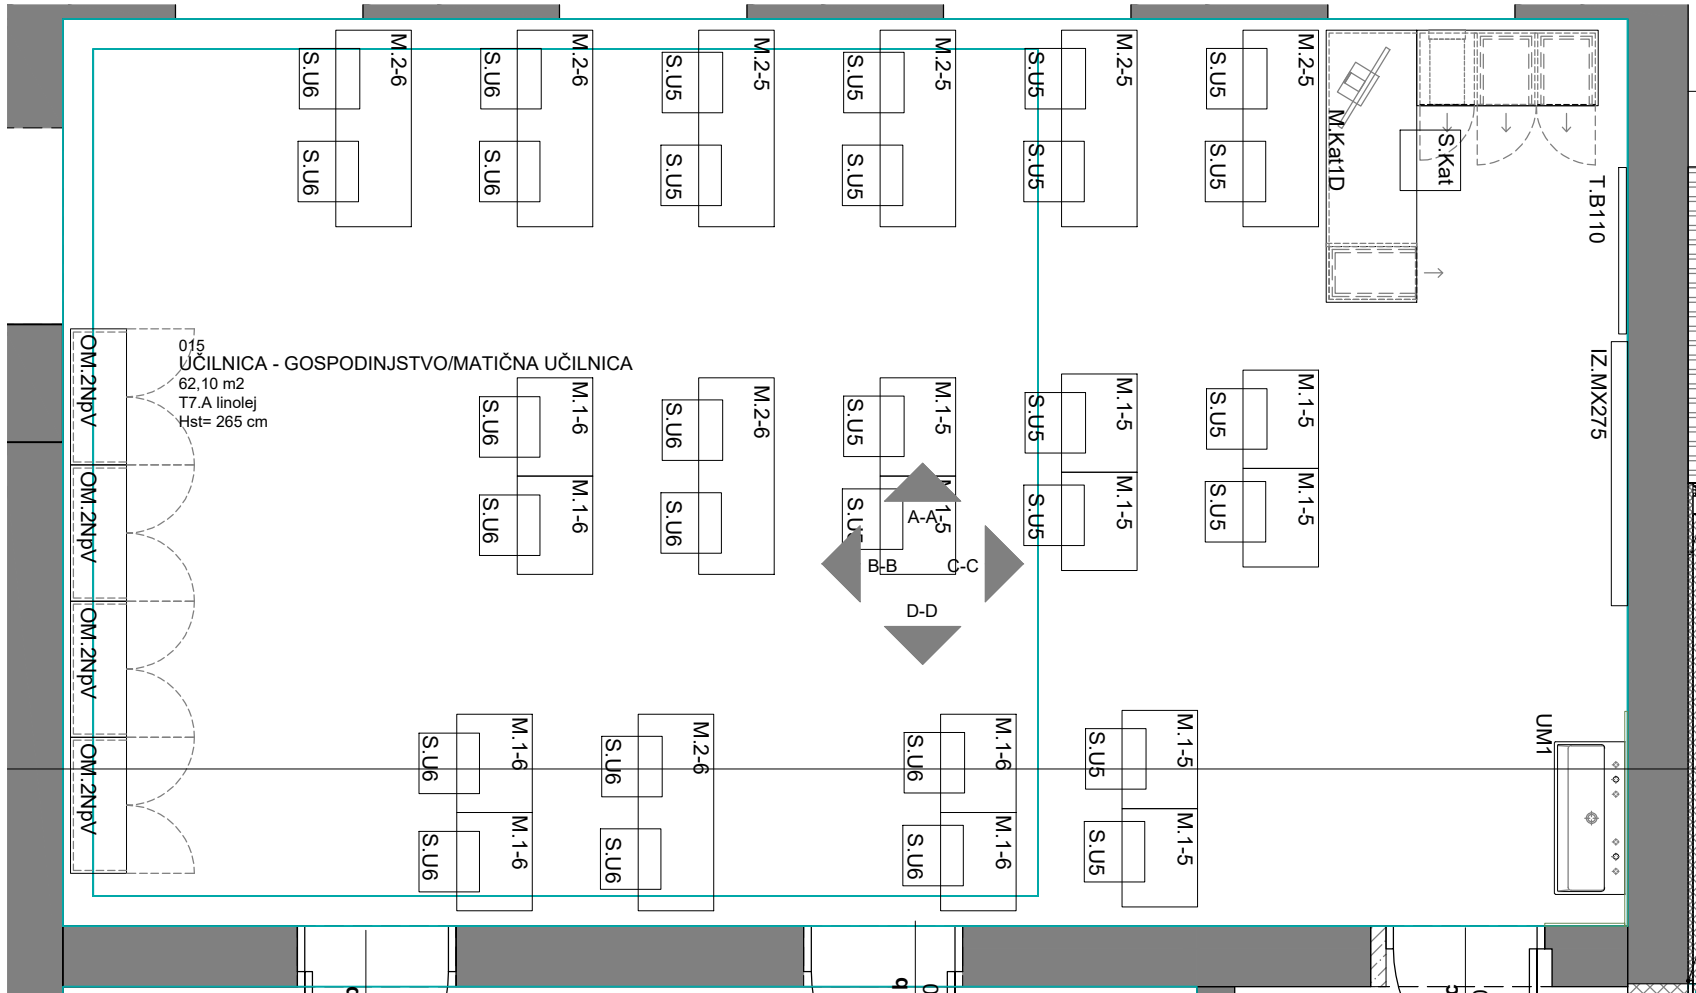 M.2-6
S.U6
S.U6
M.2-6
S.U6
S.U6
M.2-5
S.U5
S.U5
M.2-5
S.U5
S.U5
M.2-5
S.U5
S.U5
M.2-5
S.U5
S.U5
M.Kat1D
S.Kat
T.B110
IZ.MX275
UM1
OM.2NpV
OM.2NpV
OM.2NpV
OM.2NpV
015
UČILNICA - GOSPODINJSTVO/MATIČNA UČILNICA
62,10 m2
T7.A linolej
Hst= 265 cm
M.1-6
S.U6
M.1-6
S.U6
M.2-6
S.U6
S.U6
M.1-5
S.U5
M.1-5
M.1-5
S.U5
M.1-5
S.U5
M.1-5
S.U5
M.1-5
S.U5
A-A
B-B
C-C
D-D
M.1-6
S.U6
M.1-6
S.U6
M.2-6
S.U6
S.U6
M.1-6
S.U6
M.1-6
S.U6
M.1-5
S.U5
M.1-5
S.U5